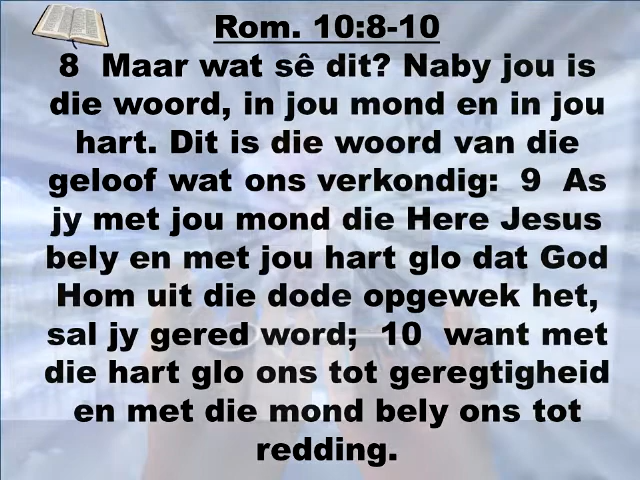 Rom. 10:8-10
8  Maar wat sê dit? Naby jou is
die woord, in jou mond en in jou
hart. Dit is die woord van die
geloof wat ons verkondig:  9  As
jy met jou mond die Here Jesus
bely en met jou hart glo dat God
Hom uit die dode opgewek het,
sal jy gered word;  10  want met
die hart glo ons tot geregtigheid
en met die mond bely ons tot
redding.